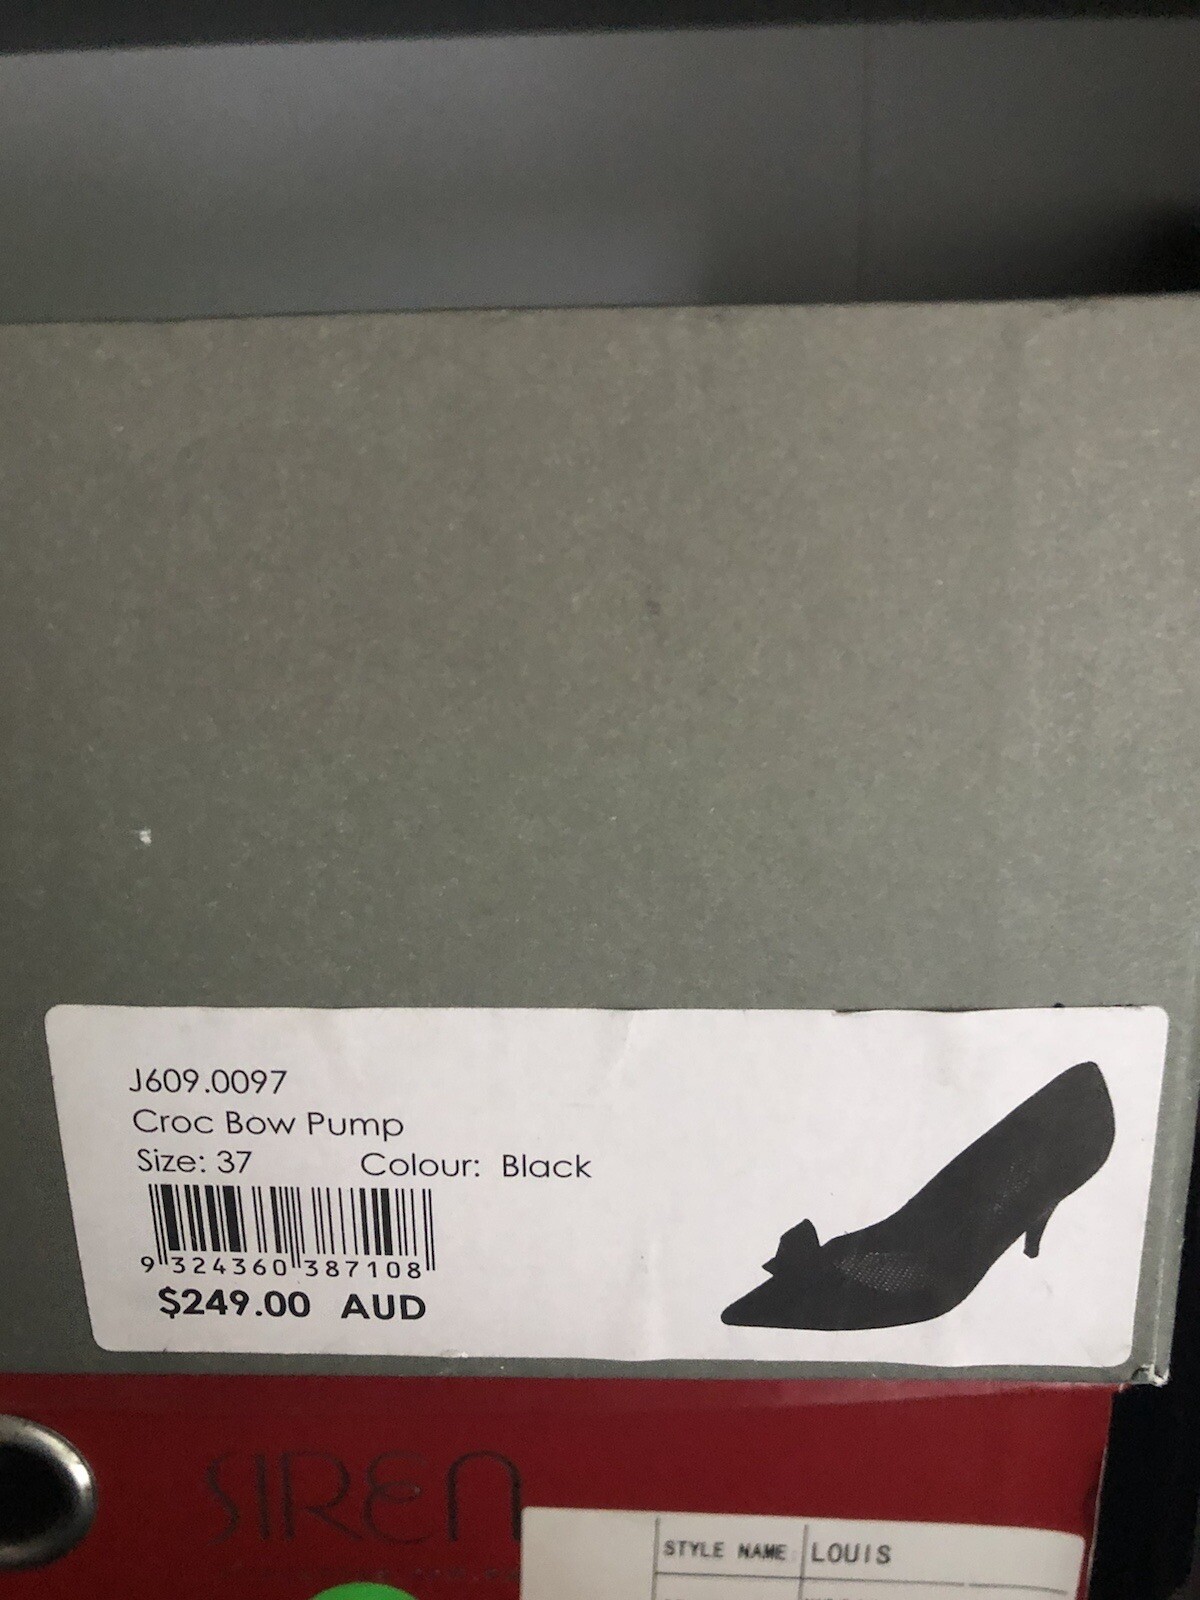 J609.0097
Croc Bow Pump
Size: 37 Colour: Black
9 324360 387108
$249.00 AUD
SIREN
STYLE NAME LOUIS